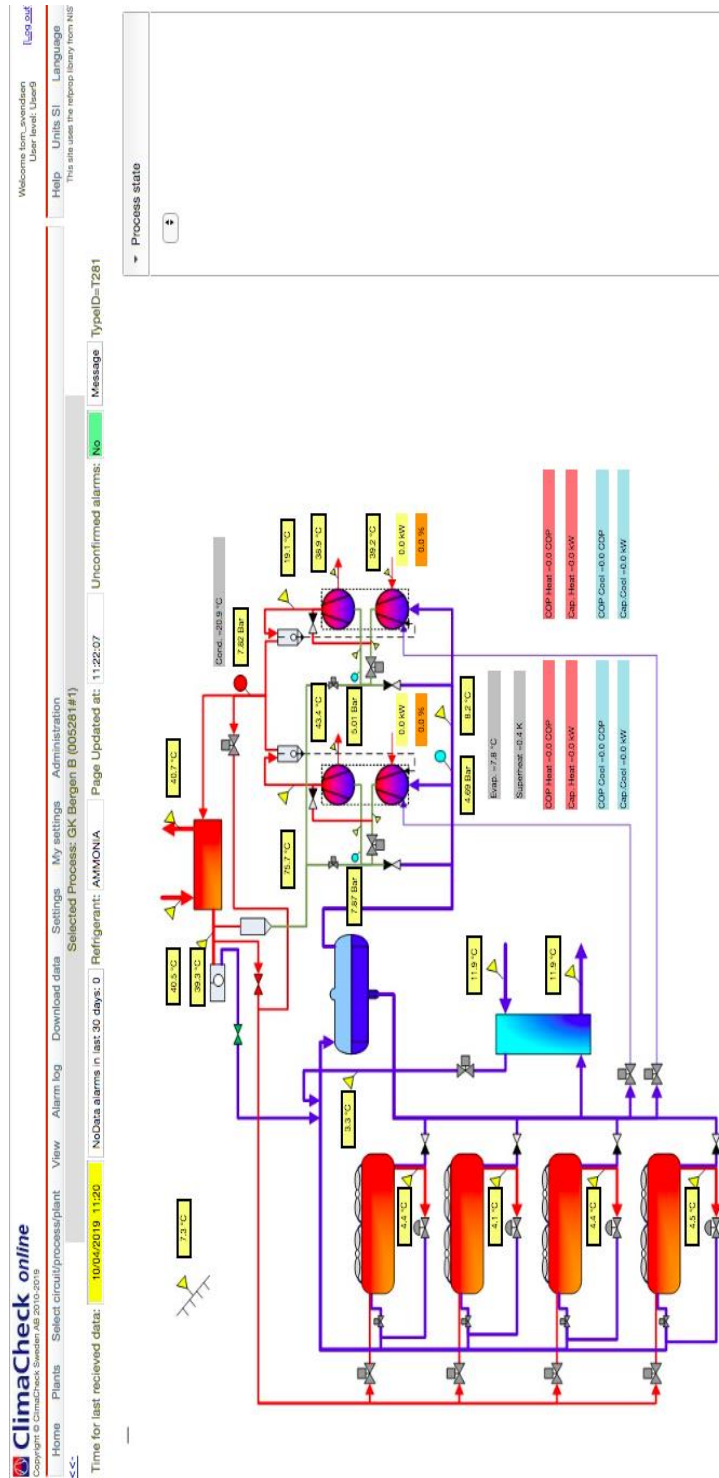 ClimaCheck online
Copyright © ClimaCheck Sweden AB 2010-2019
Welcome tom_svendsen [Log out]
User level: User9
Home Plants Select circuit/process/plant View Alarm log Download data Settings My settings Administration Help Units SI Language
<<- Selected Process: GK Bergen B (005281#1) This site uses the refprop library from NIS
Time for last recieved data: 10/04/2019 11:20 NoData alarms in last 30 days: 0 Refrigerant: AMMONIA Page Updated at: 11:22:07 Unconfirmed alarms: No Message TypeID=T281
Process state
7.3 °C
40.5 °C
39.3 °C
40.7 °C
Cond. ~20.9 °C
7.82 Bar
19.1 °C
38.9 °C
75.7 °C
43.4 °C
7.87 Bar
5.01 Bar
39.2 °C
0.0 kW
0.0 %
0.0 kW
0.0 %
3.3 °C
4.69 Bar
8.2 °C
11.9 °C
11.9 °C
Evap. ~7.8 °C
Superheat ~0.4 K
4.4 °C
4.1 °C
4.4 °C
4.5 °C
COP Heat ~0.0 COP
Cap. Heat ~0.0 kW
COP Cool ~0.0 COP
Cap.Cool ~0.0 kW
COP Heat ~0.0 COP
Cap. Heat ~0.0 kW
COP Cool ~0.0 COP
Cap.Cool ~0.0 kW